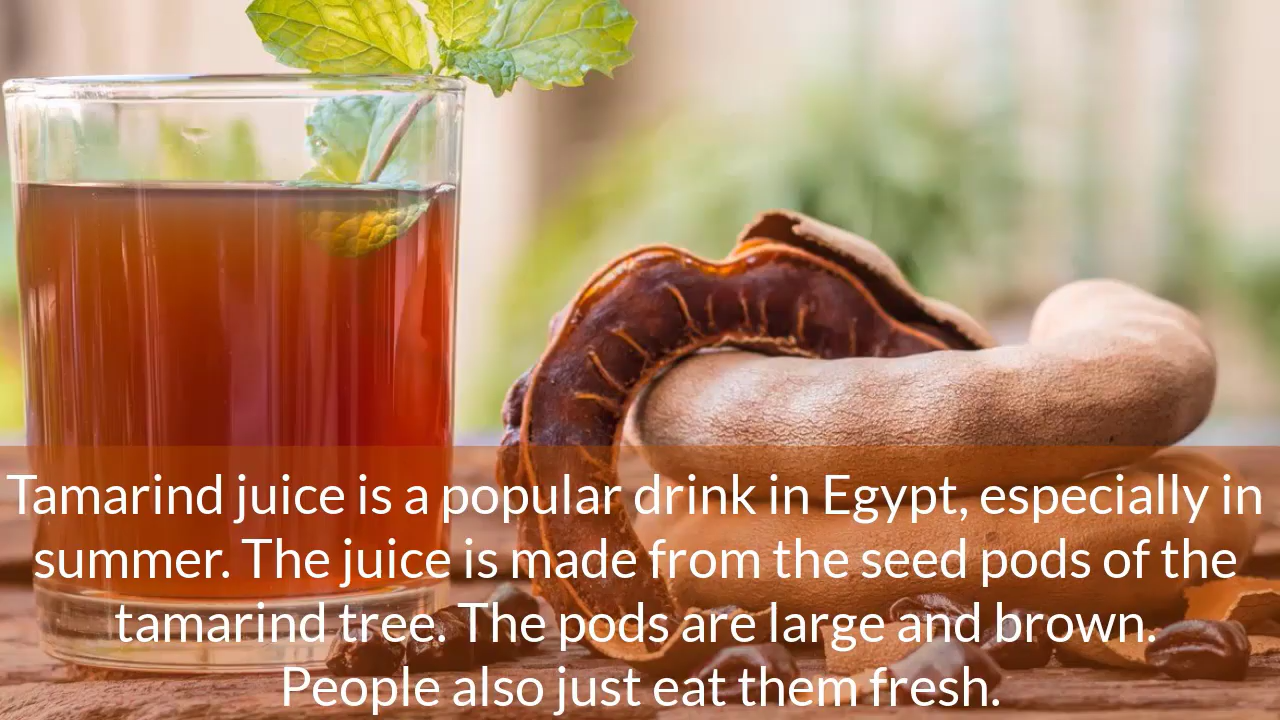 Tamarind juice is a popular drink in Egypt, especially in
summer. The juice is made from the seed pods of the
tamarind tree. The pods are large and brown.
People also just eat them fresh.